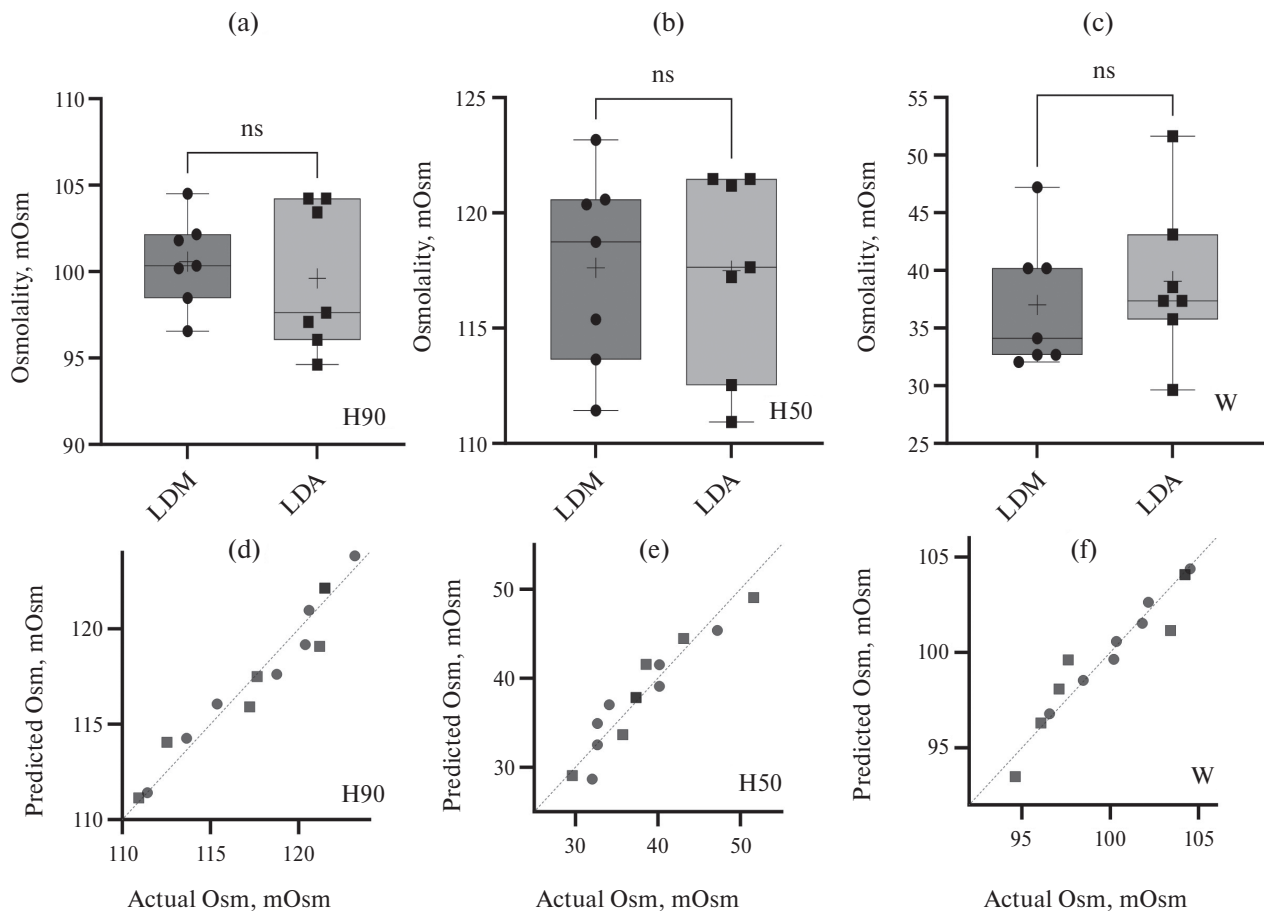 (a)
(b)
(c)
Osmolality, mOsm
110
105
100
95
90
ns
H90
LDM
LDA
Osmolality, mOsm
125
120
115
110
ns
H50
LDM
LDA
Osmolality, mOsm
55
50
45
40
35
30
25
ns
W
LDM
LDA
(d)
Predicted Osm, mOsm
120
115
110
H90
110
115
120
Actual Osm, mOsm
(e)
Predicted Osm, mOsm
50
40
30
H50
30
40
50
Actual Osm, mOsm
(f)
Predicted Osm, mOsm
105
100
95
W
95
100
105
Actual Osm, mOsm